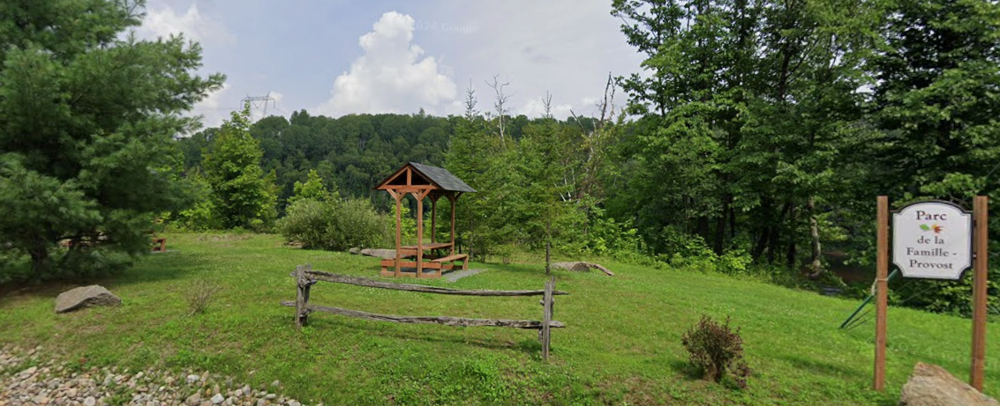 Parc
de la
Famille -
Provost